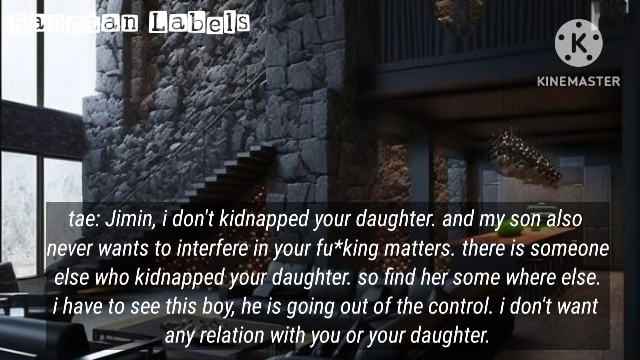 Bangtan Labels
KINEMASTER
tae: Jimin, i don't kidnapped your daughter. and my son also
never wants to interfere in your fu*king matters. there is someone
else who kidnapped your daughter. so find her some where else.
i have to see this boy, he is going out of the control. i don't want
any relation with you or your daughter.